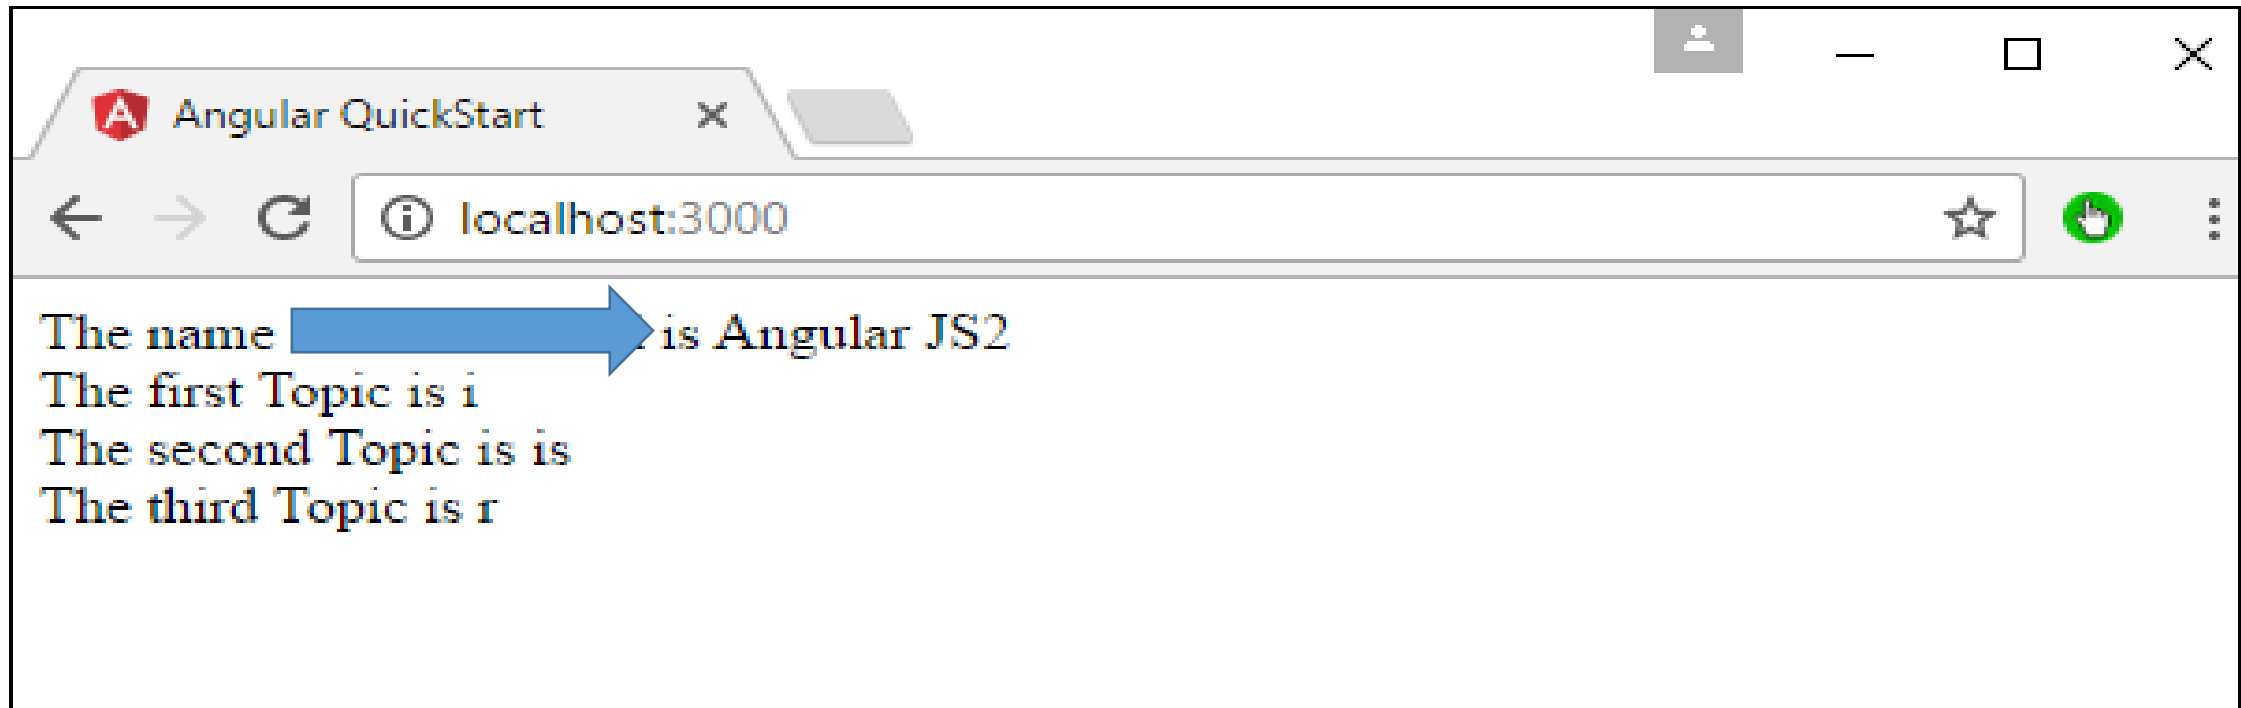 Angular QuickStart
localhost:3000
The name is Angular JS2
The first Topic is i
The second Topic is is
The third Topic is r